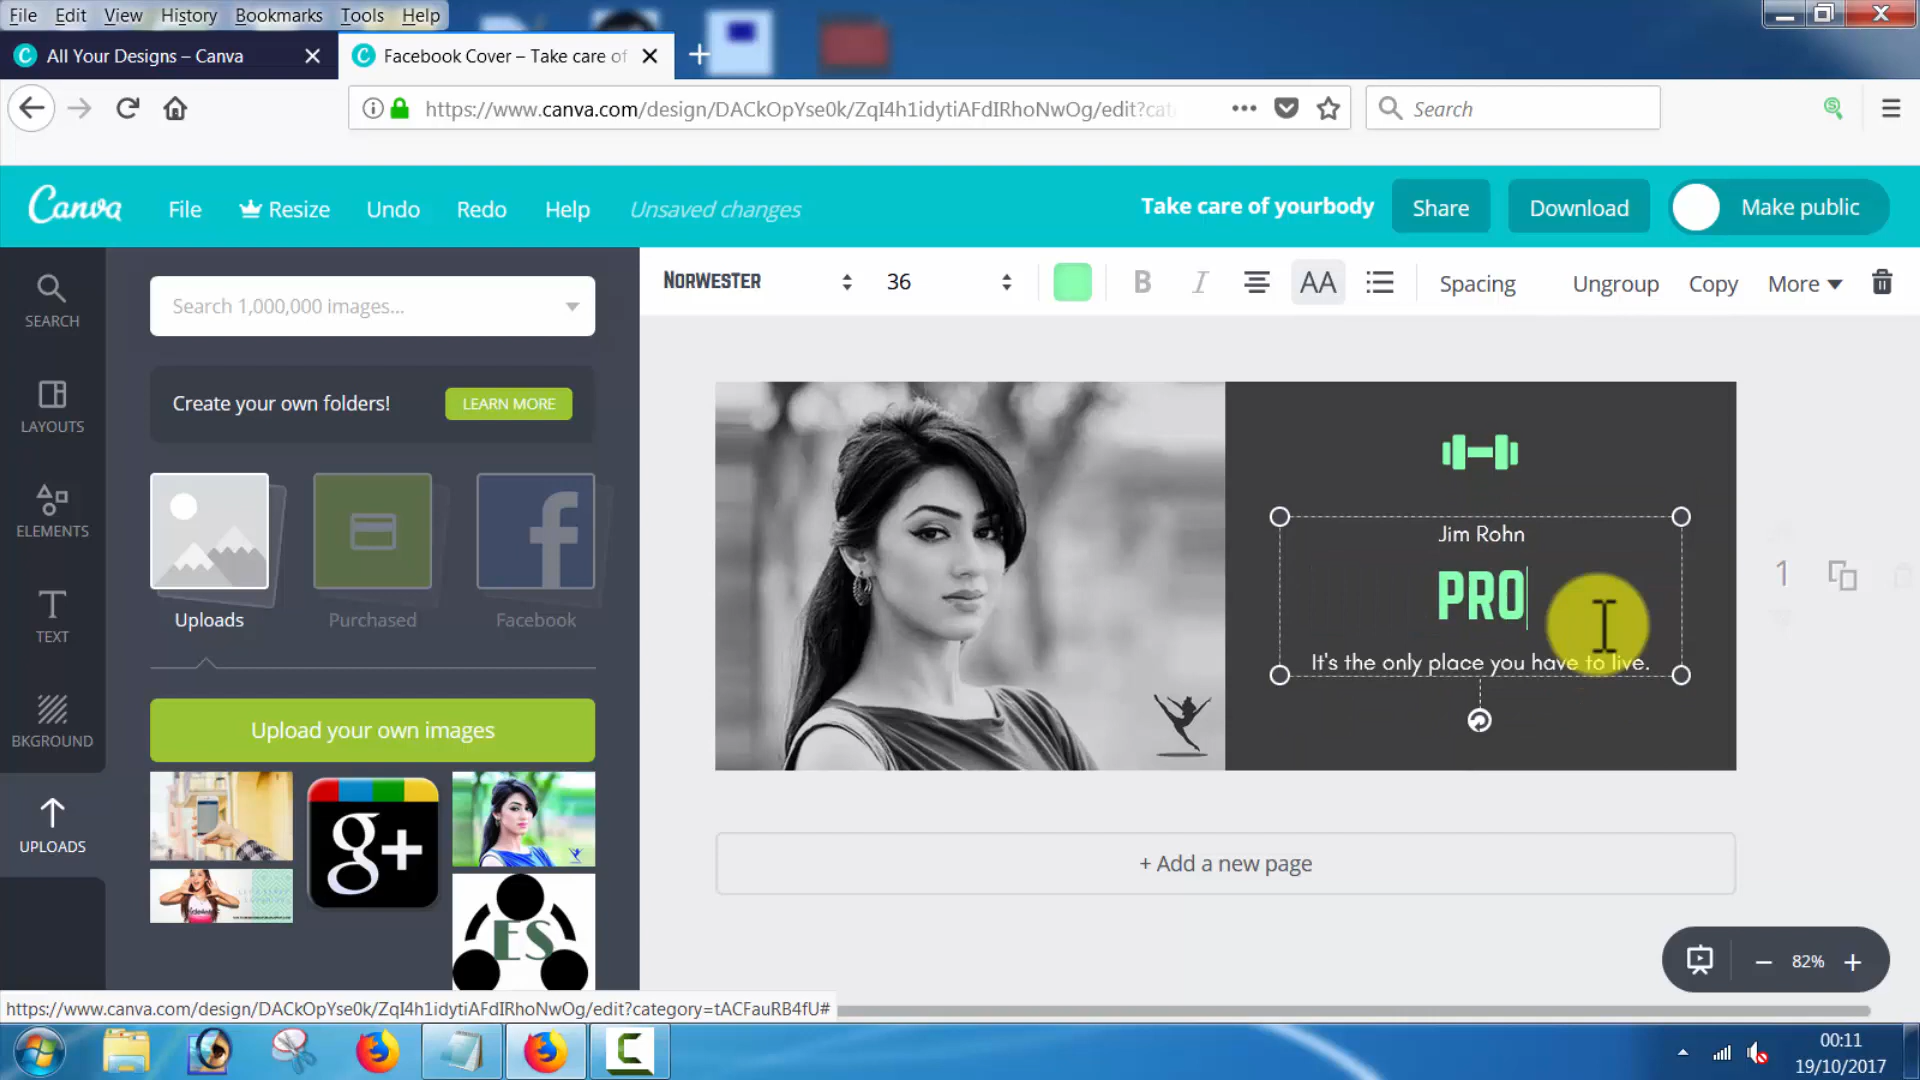 File Edit View History Bookmarks Tools Help
All Your Designs – Canva
Facebook Cover – Take care of
https://www.canva.com/design/DACkOpYse0k/ZqI4h1idytiAFdIRhoNwOg/edit?cat
Search
Canva
File
Resize
Undo
Redo
Help
Unsaved changes
Take care of yourbody
Share
Download
Make public
SEARCH
LAYOUTS
ELEMENTS
TEXT
BKGROUND
UPLOADS
Search 1,000,000 images...
Create your own folders!
LEARN MORE
Uploads
Purchased
Facebook
Upload your own images
g+
ES
NORWESTER
36
B
I
AA
Spacing
Ungroup
Copy
More
Jim Rohn
PRO
It's the only place you have to live.
1
+ Add a new page
82%
https://www.canva.com/design/DACkOpYse0k/ZqI4h1idytiAFdIRhoNwOg/edit?category=tACFauRB4fU#
00:11
19/10/2017